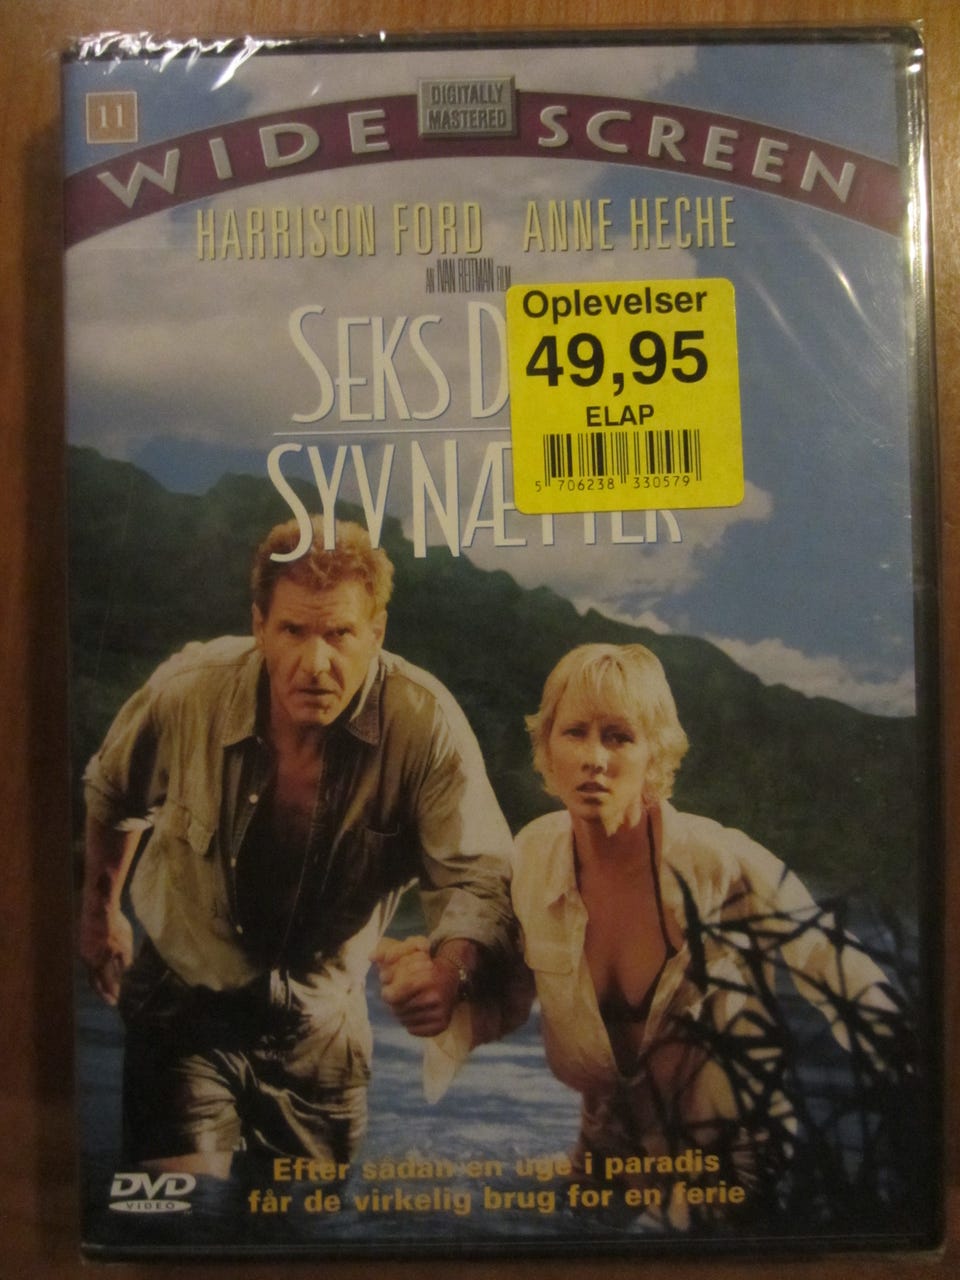 11
DIGITALLY
MASTERED
WIDE SCREEN
HARRISON FORD ANNE HECHE
AN IVAN REITMAN FILM
SEKS D
SYV NÆTTER
Oplevelser
49,95
ELAP
5 706238 330579
Efter sådan en uge i paradis
får de virkelig brug for en ferie
DVD
VIDEO